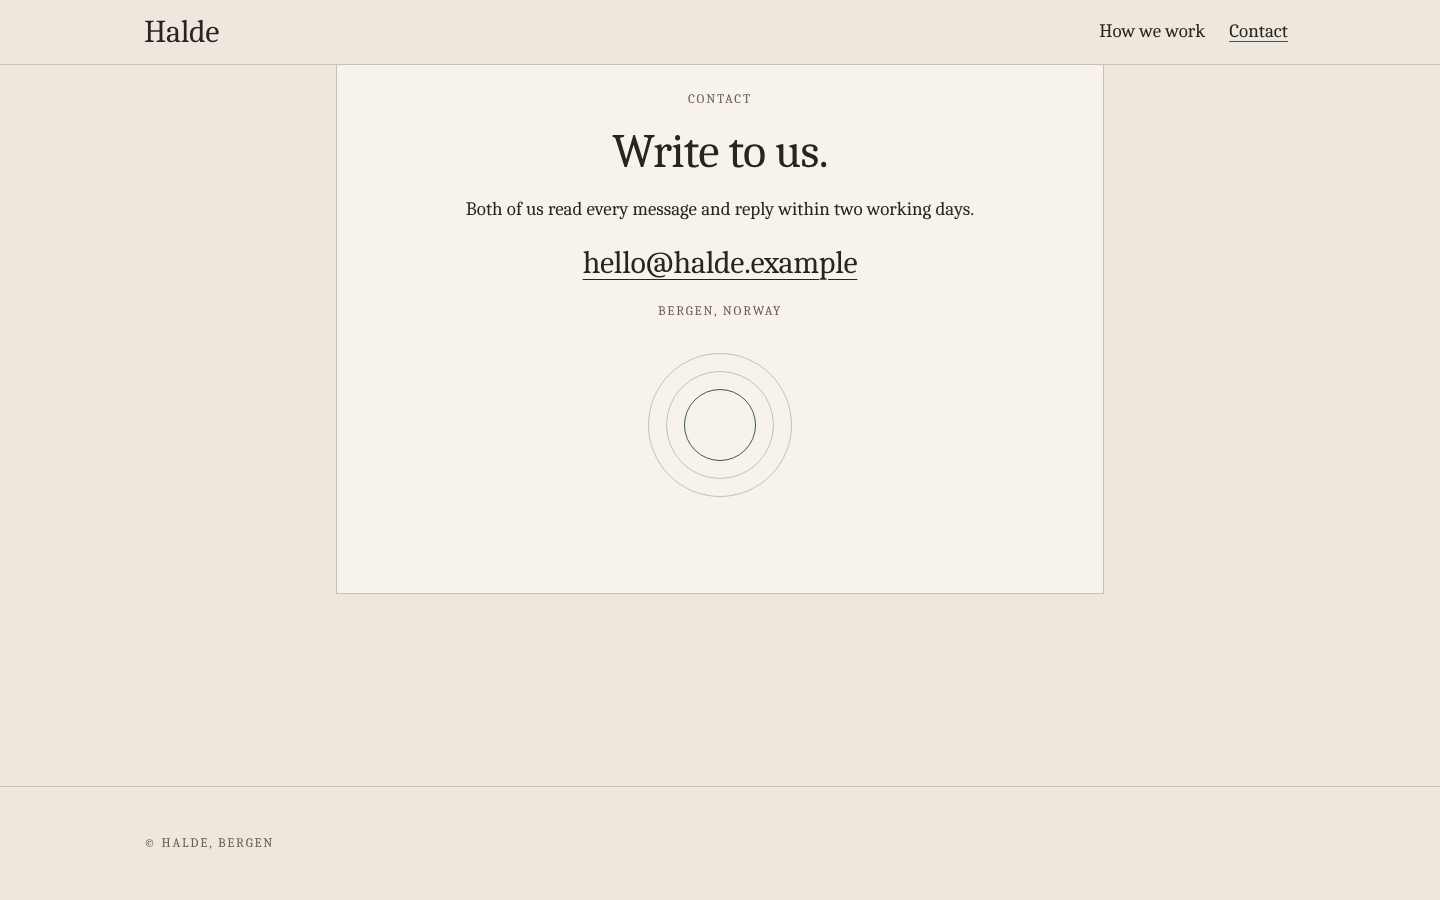 Halde
How we work
Contact
CONTACT
Write to us.
Both of us read every message and reply within two working days.
hello@halde.example
BERGEN, NORWAY
© HALDE, BERGEN